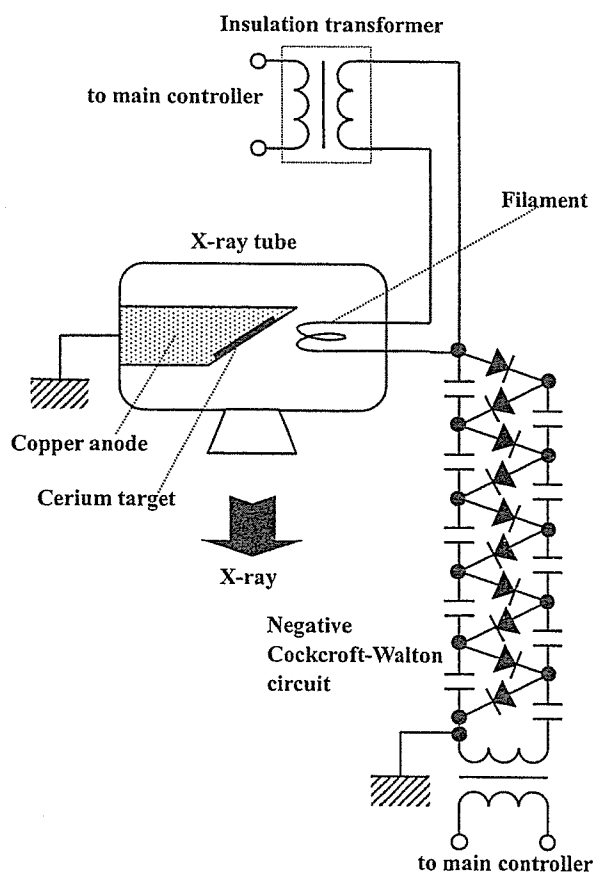 Insulation transformer
to main controller
Filament
X-ray tube
Copper anode
Cerium target
X-ray
Negative
Cockcroft-Walton
circuit
to main controller